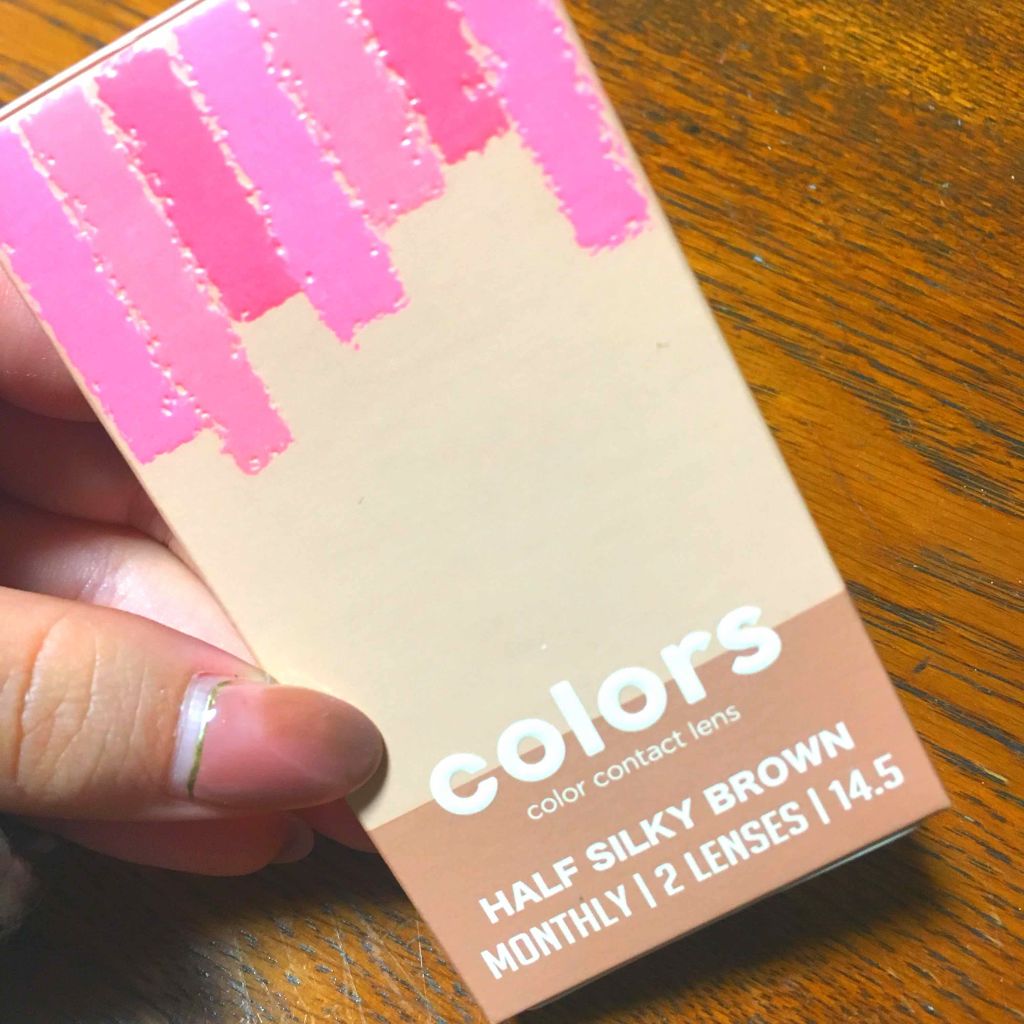 colors
color contact lens
HALF SILKY BROWN
MONTHLY | 2 LENSES | 14.5